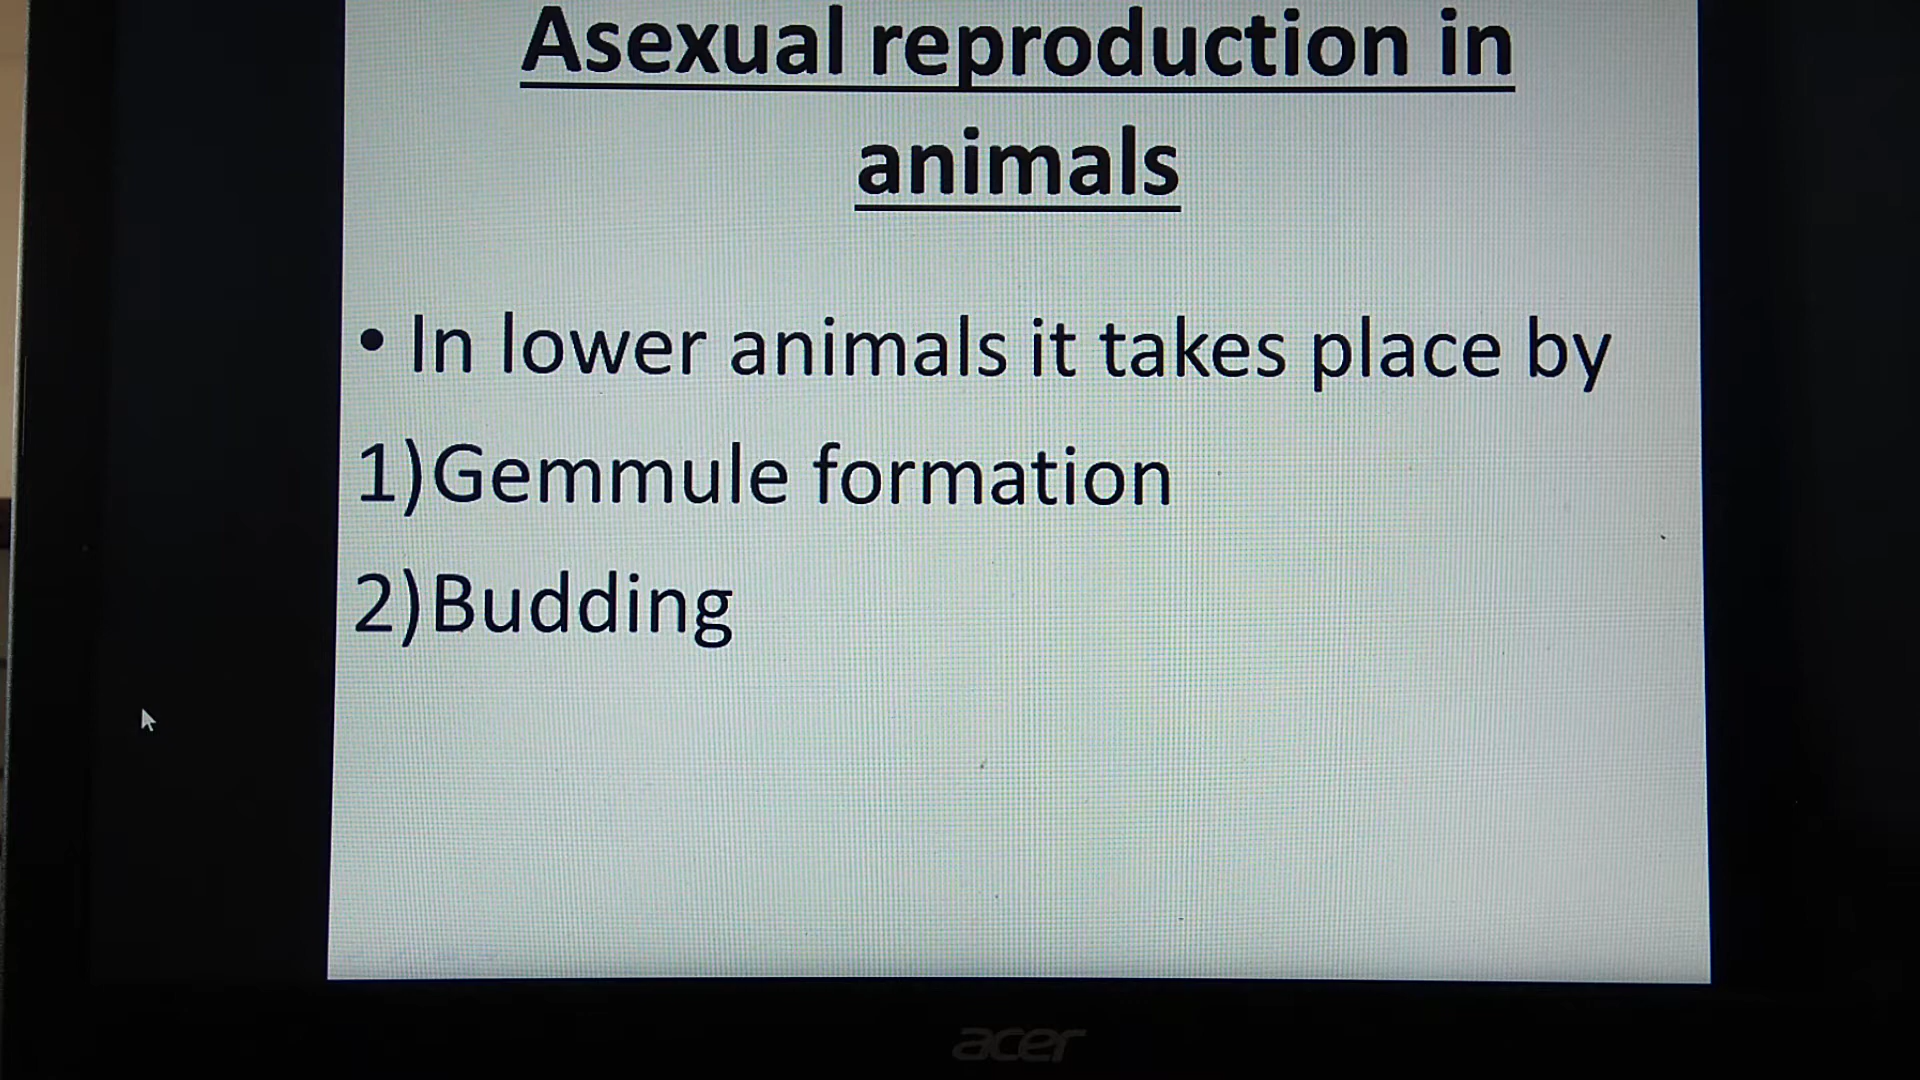 Asexual reproduction in
animals
• In lower animals it takes place by
1)Gemmule formation
2)Budding
acer